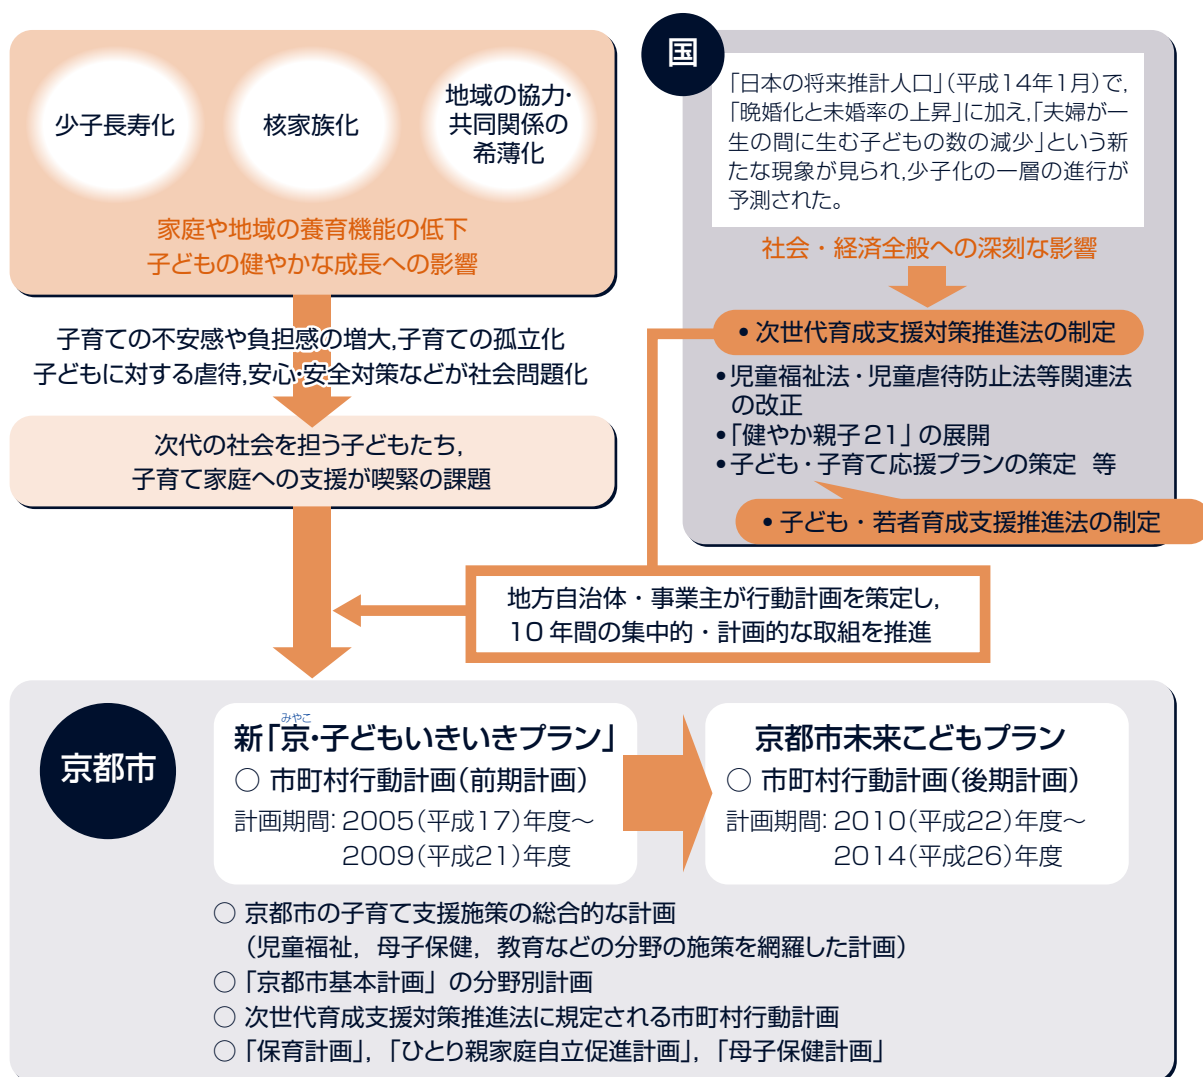 少子長寿化
核家族化
地域の協力・
共同関係の
希薄化
家庭や地域の養育機能の低下
子どもの健やかな成長への影響
子育ての不安感や負担感の増大,子育ての孤立化
子どもに対する虐待,安心・安全対策などが社会問題化
次代の社会を担う子どもたち,
子育て家庭への支援が喫緊の課題
国
「日本の将来推計人口」(平成14年1月)で,
「晩婚化と未婚率の上昇」に加え,「夫婦が一
生の間に生む子どもの数の減少」という新
たな現象が見られ,少子化の一層の進行が
予測された。
社会・経済全般への深刻な影響
•次世代育成支援対策推進法の制定
•児童福祉法・児童虐待防止法等関連法
の改正
•「健やか親子21」の展開
•子ども・子育て応援プランの策定 等
•子ども・若者育成支援推進法の制定
地方自治体・事業主が行動計画を策定し,
10年間の集中的・計画的な取組を推進
京都市
みやこ
新「京・子どもいきいきプラン」
○ 市町村行動計画(前期計画)
計画期間:2005(平成17)年度〜
2009(平成21)年度
京都市未来こどもプラン
○ 市町村行動計画(後期計画)
計画期間:2010(平成22)年度〜
2014(平成26)年度
○ 京都市の子育て支援施策の総合的な計画
(児童福祉,母子保健,教育などの分野の施策を網羅した計画)
○「京都市基本計画」の分野別計画
○ 次世代育成支援対策推進法に規定される市町村行動計画
○「保育計画」,「ひとり親家庭自立促進計画」,「母子保健計画」